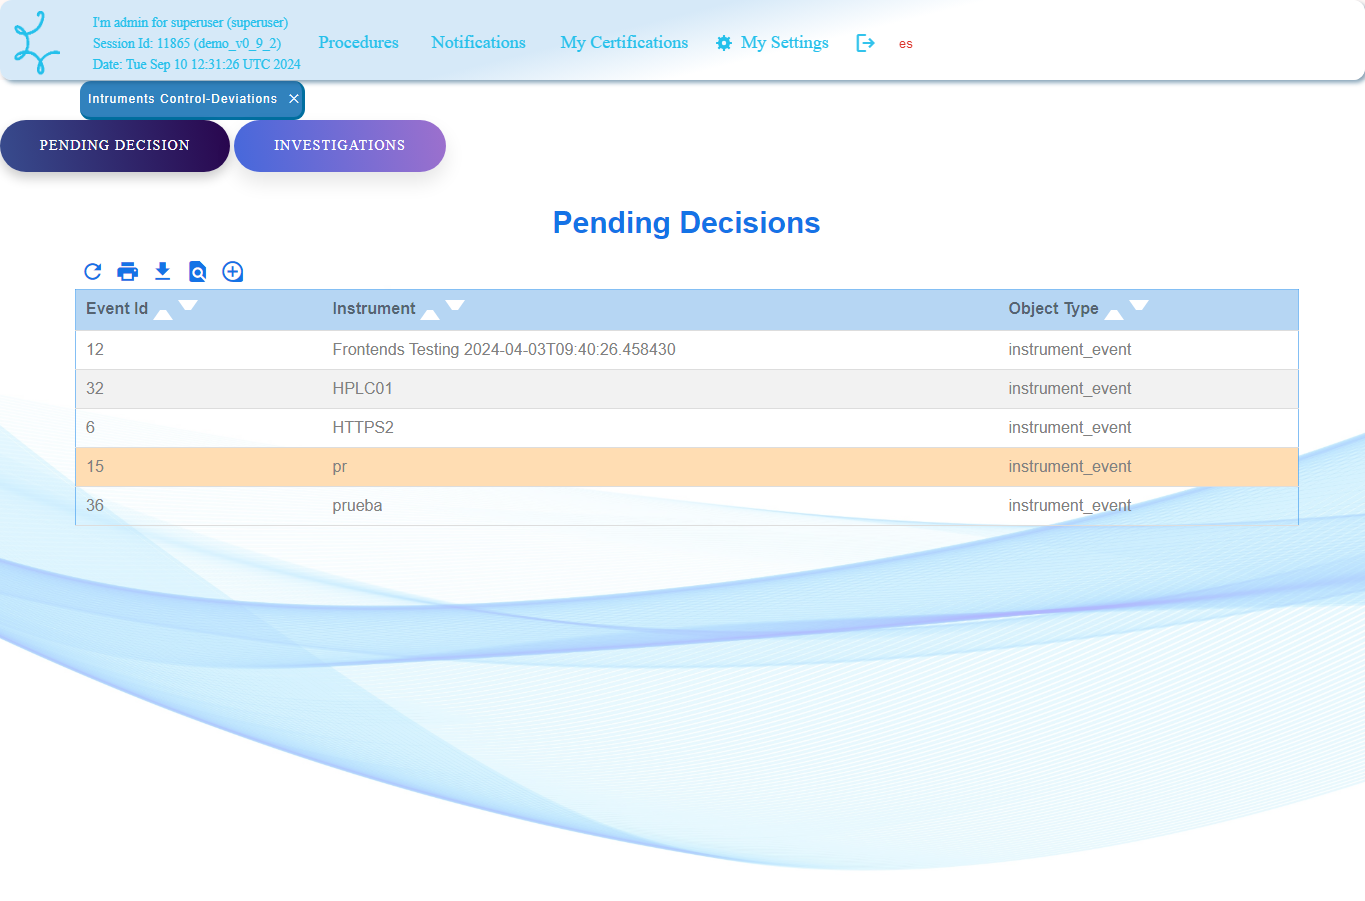 I'm admin for superuser (superuser)
Session Id: 11865 (demo_v0_9_2)
Date: Tue Sep 10 12:31:26 UTC 2024
Procedures Notifications My Certifications My Settings es
Intruments Control-Deviations ×
PENDING DECISION INVESTIGATIONS
Pending Decisions
Event Id Instrument Object Type
12 Frontends Testing 2024-04-03T09:40:26.458430 instrument_event
32 HPLC01 instrument_event
6 HTTPS2 instrument_event
15 pr instrument_event
36 prueba instrument_event